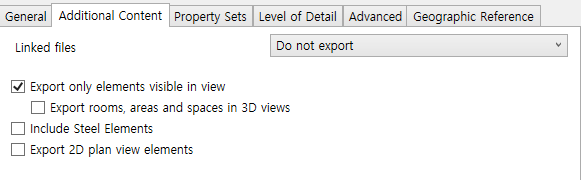 General Additional Content Property Sets Level of Detail Advanced Geographic Reference
Linked files Do not export
Export only elements visible in view
Export rooms, areas and spaces in 3D views
Include Steel Elements
Export 2D plan view elements